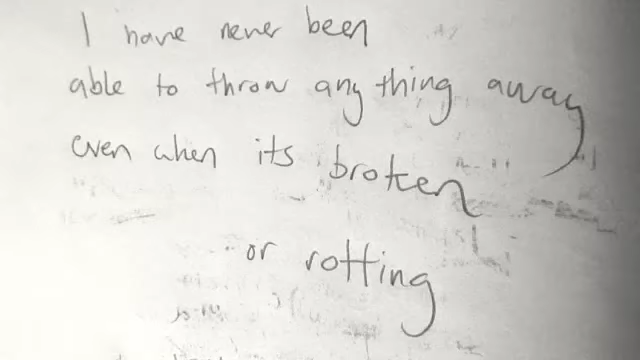 I have never been
able to throw any thing away
even when its broken
or rotting